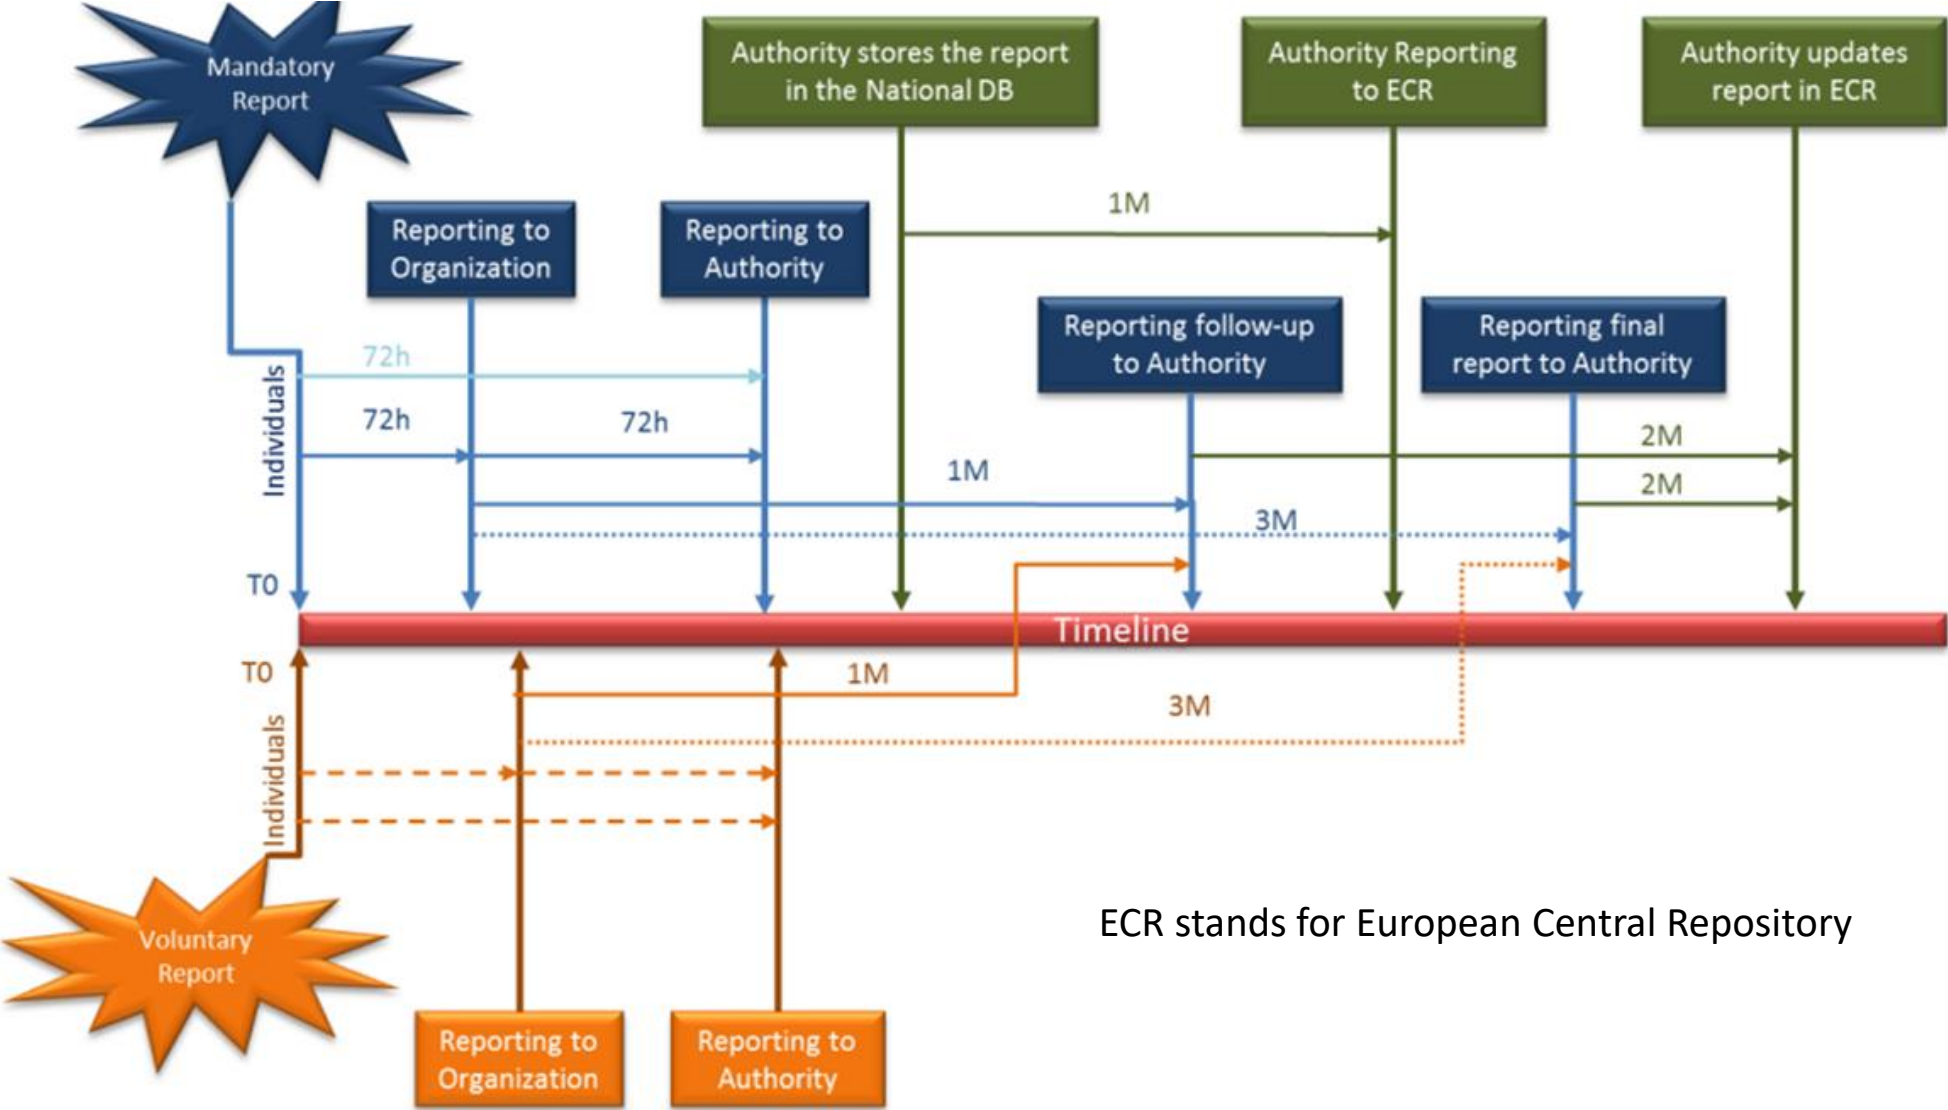 Mandatory
Report
Authority stores the report
in the National DB
Authority Reporting
to ECR
Authority updates
report in ECR
1M
Reporting to
Organization
Reporting to
Authority
Reporting follow-up
to Authority
Reporting final
report to Authority
72h
Individuals
72h
72h
2M
1M
2M
3M
T0
Timeline
T0
1M
3M
Individuals
Voluntary
Report
ECR stands for European Central Repository
Reporting to
Organization
Reporting to
Authority